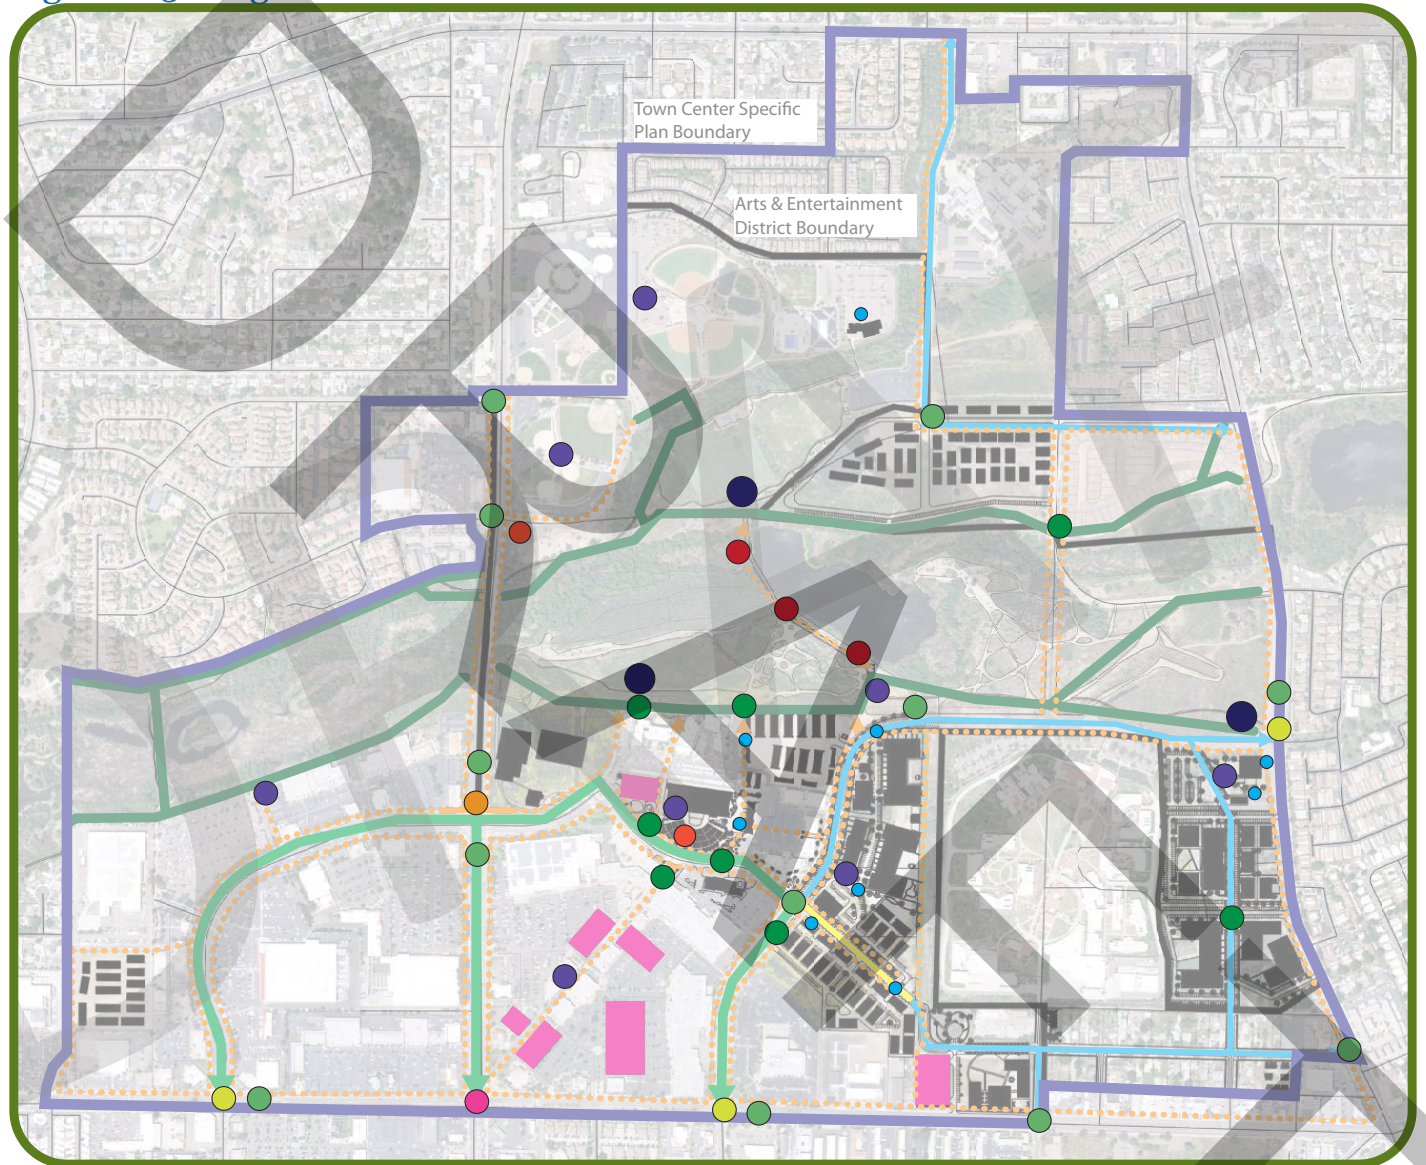 Town Center Specific
Plan Boundary
Arts & Entertainment
District Boundary
DRAFT